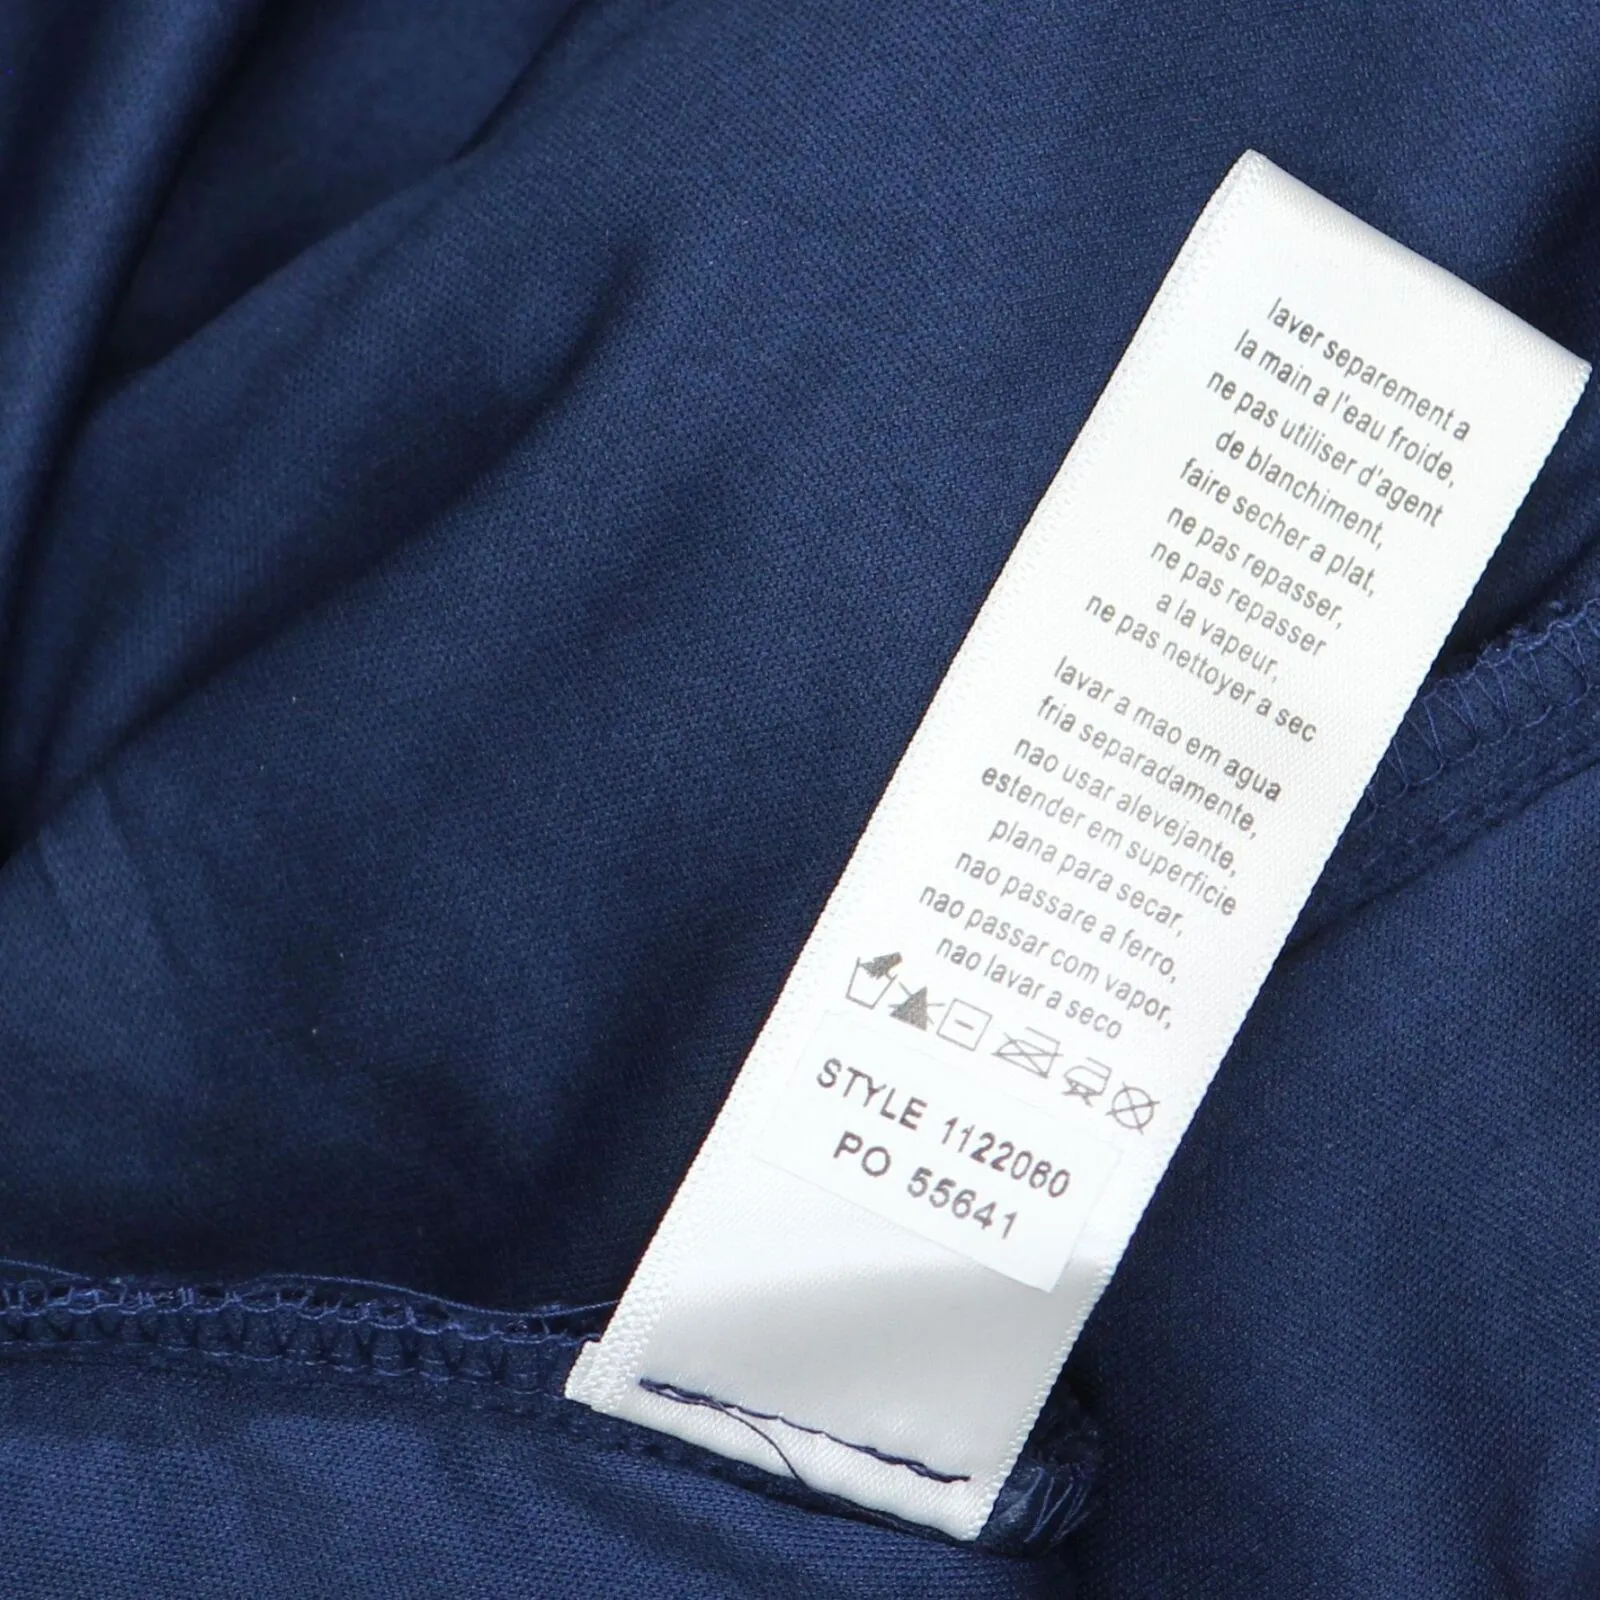 laver separement a
la main a l'eau froide,
ne pas utiliser d'agent
de blanchiment,
faire secher a plat,
ne pas repasser,
ne pas repasser
a la vapeur,
ne pas nettoyer a sec
lavar a mao em agua
fria separadamente,
nao usar alevejante,
estender em superficie
plana para secar,
nao passare a ferro,
nao passar com vapor,
nao lavar a seco
STYLE 1122060
PO 55641